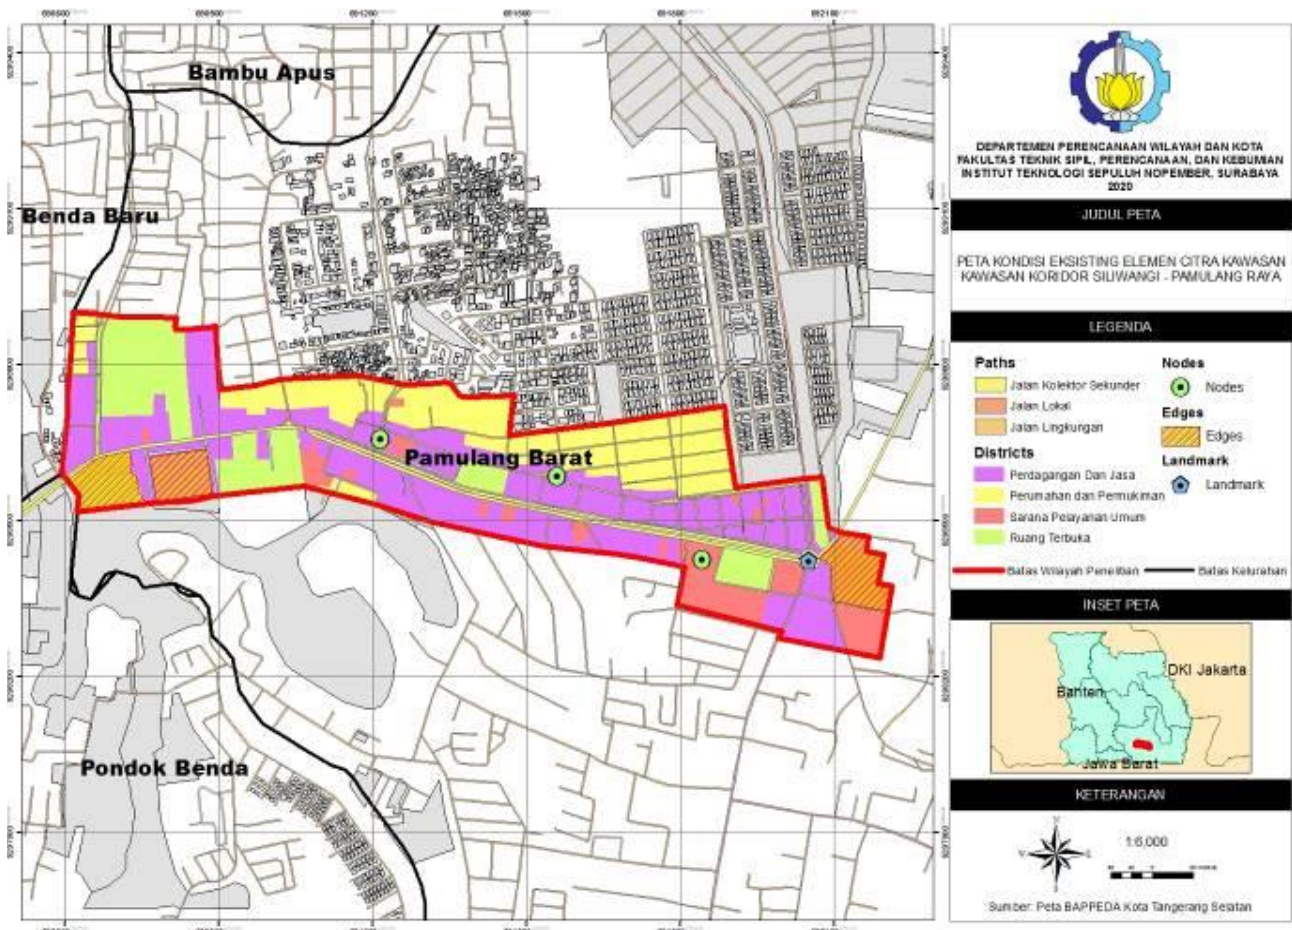 Bambu Apus
Benda Baru
Pamulang Barat
Pondok Benda
DEPARTEMEN PERENCANAAN WILAYAH DAN KOTA
FAKULTAS TEKNIK SIPIL, PERENCANAAN, DAN KEBUMIAN
INSTITUT TEKNOLOGI SEPULUH NOPEMBER, SURABAYA
2020
JUDUL PETA
PETA KONDISI EKSISTING ELEMEN CITRA KAWASAN
KAWASAN KORIDOR SILIWANGI - PAMULANG RAYA
LEGENDA
Paths
Jalan Kolektor Sekunder
Jalan Lokal
Jalan Lingkungan
Districts
Perdagangan Dan Jasa
Perumahan dan Permukiman
Sarana Pelayanan Umum
Ruang Terbuka
Nodes
Nodes
Edges
Edges
Landmark
Landmark
Batas Wilayah Penelitian
Batas Kelurahan
INSET PETA
DKI Jakarta
Banten
Jawa Barat
KETERANGAN
1:6,000
Sumber: Peta BAPPEDA Kota Tangerang Selatan